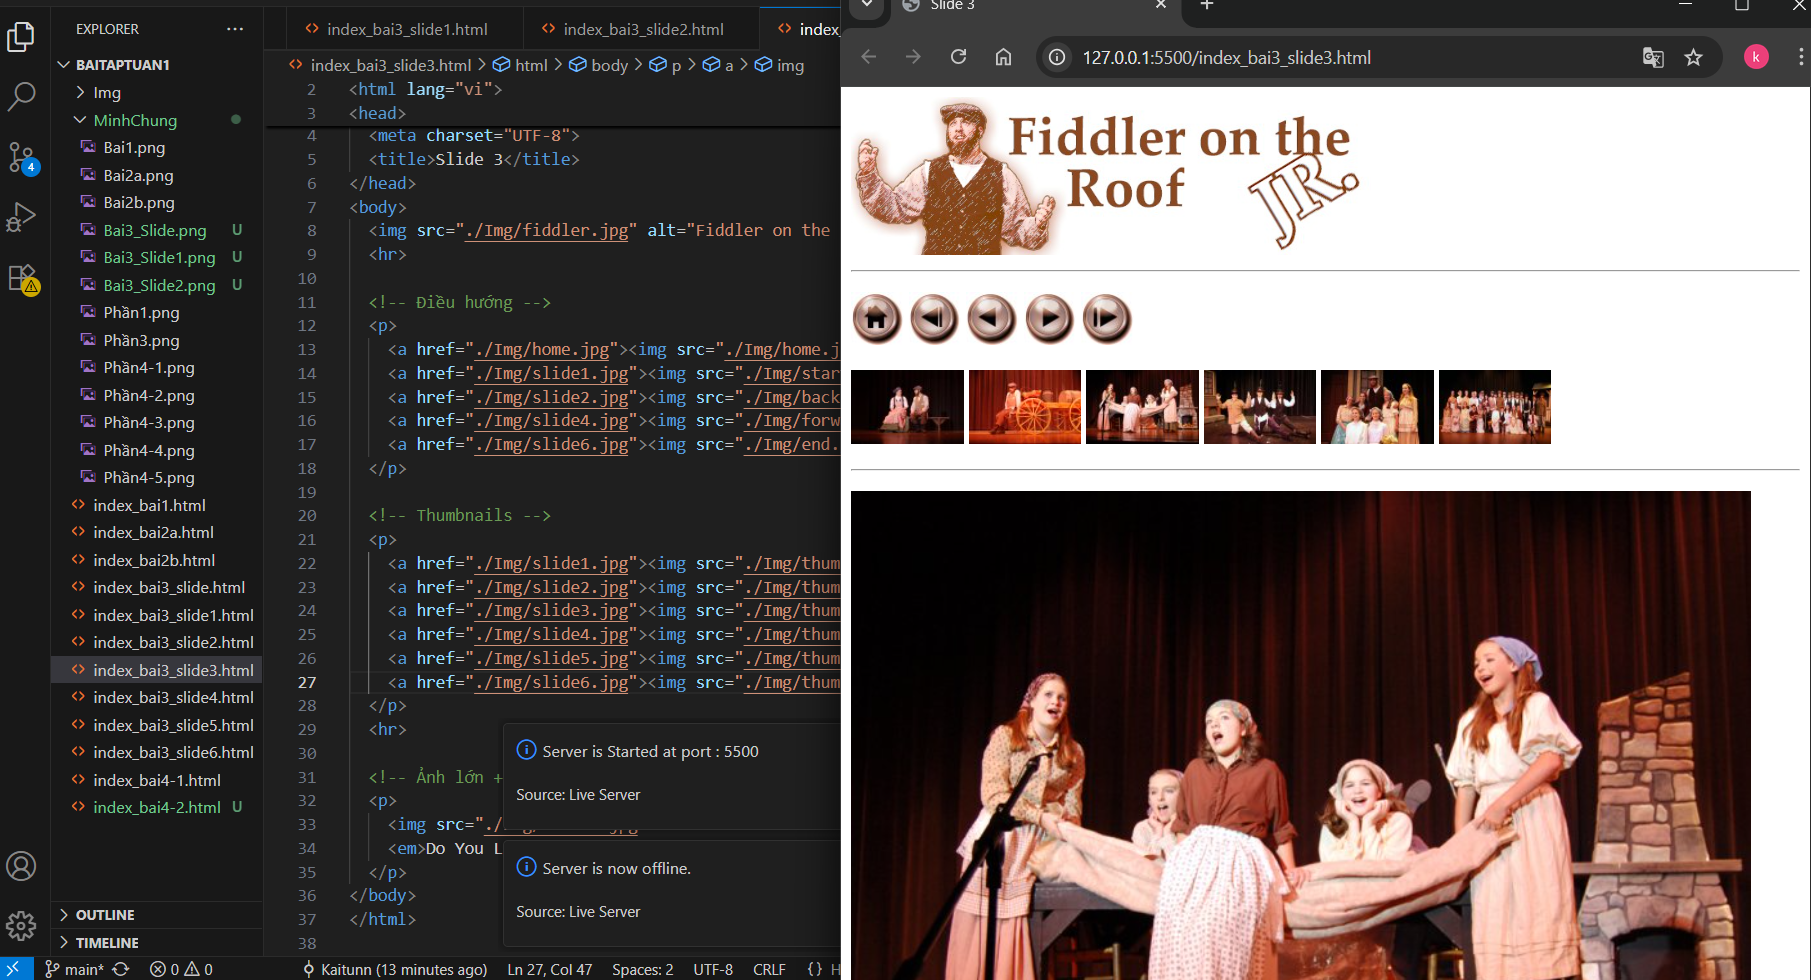 EXPLORER
BAITAPTUAN1
Img
MinhChung
Bai1.png
Bai2a.png
Bai2b.png
Bai3_Slide.png U
Bai3_Slide1.png U
Bai3_Slide2.png U
Phần1.png
Phần3.png
Phần4-1.png
Phần4-2.png
Phần4-3.png
Phần4-4.png
Phần4-5.png
index_bai1.html
index_bai2a.html
index_bai2b.html
index_bai3_slide.html
index_bai3_slide1.html
index_bai3_slide2.html
index_bai3_slide3.html
index_bai3_slide4.html
index_bai3_slide5.html
index_bai3_slide6.html
index_bai4-1.html
index_bai4-2.html U
OUTLINE
TIMELINE
4
index_bai3_slide1.html
index_bai3_slide2.html
index_bai3_slide3.html > html > body > p > a > img
2 <html lang="vi">
3 <head>
4 <meta charset="UTF-8">
5 <title>Slide 3</title>
6 </head>
7 <body>
8 <img src="./Img/fiddler.jpg" alt="Fiddler on the
9 <hr>
10
11 <!-- Điều hướng -->
12 <p>
13 <a href="./Img/home.jpg"><img src="./Img/home.j
14 <a href="./Img/slide1.jpg"><img src="./Img/star
15 <a href="./Img/slide2.jpg"><img src="./Img/back
16 <a href="./Img/slide4.jpg"><img src="./Img/forw
17 <a href="./Img/slide6.jpg"><img src="./Img/end.
18 </p>
19
20 <!-- Thumbnails -->
21 <p>
22 <a href="./Img/slide1.jpg"><img src="./Img/thum
23 <a href="./Img/slide2.jpg"><img src="./Img/thum
24 <a href="./Img/slide3.jpg"><img src="./Img/thum
25 <a href="./Img/slide4.jpg"><img src="./Img/thum
26 <a href="./Img/slide5.jpg"><img src="./Img/thum
27 <a href="./Img/slide6.jpg"><img src="./Img/thum
28 </p>
29 <hr>
30
31 <!-- Ảnh lớn +
32 <p>
33 <img src="./
34 <em>Do You L
35 </p>
36 </body>
37 </html>
38
Server is Started at port : 5500
Source: Live Server
Server is now offline.
Source: Live Server
main* 0 0 Kaitunn (13 minutes ago) Ln 27, Col 47 Spaces: 2 UTF-8 CRLF {} H
Slide 3
127.0.0.1:5500/index_bai3_slide3.html
k
Fiddler on the
Roof JR.